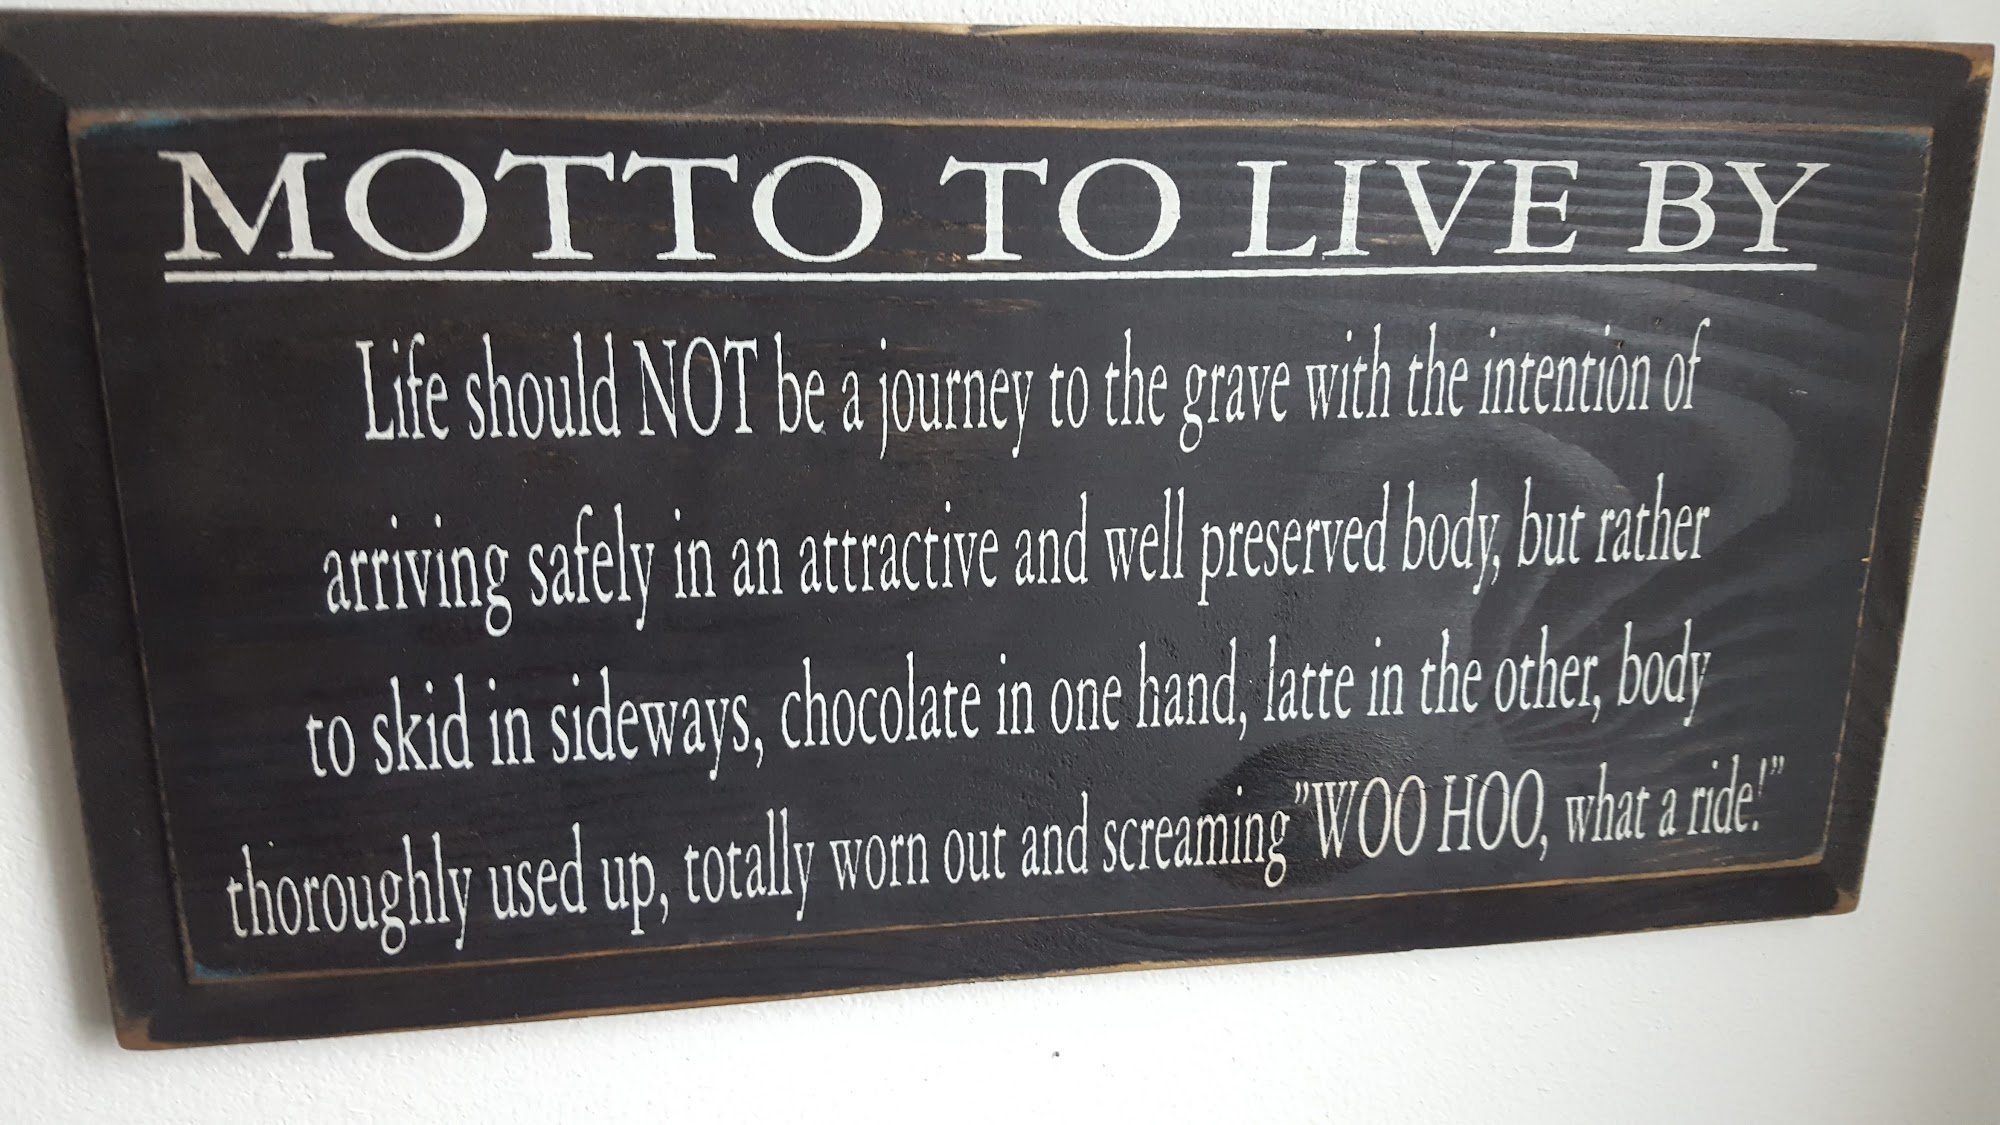 MOTTO TO LIVE BY
Life should NOT be a journey to the grave with the intention of
arriving safely in an attractive and well preserved body, but rather
to skid in sideways, chocolate in one hand, latte in the other, body
thoroughly used up, totally worn out and screaming ”WOO HOO, what a ride!”